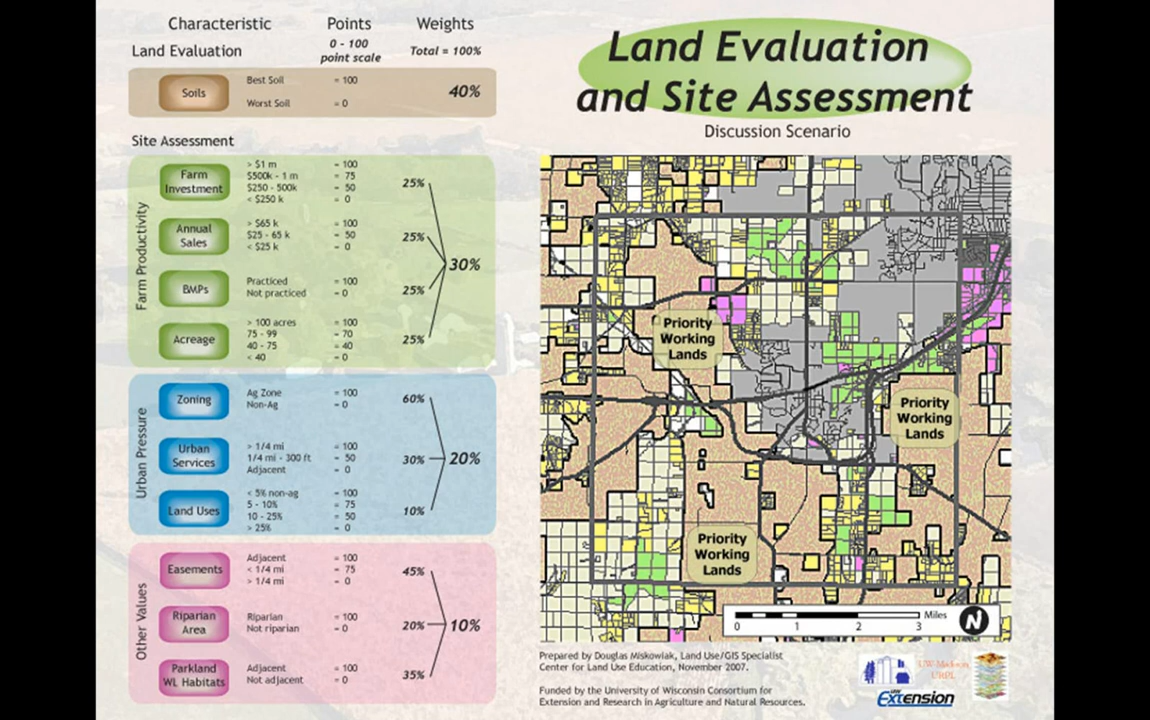 Characteristic Points Weights
Land Evaluation 0 - 100 Total = 100%
point scale
Soils Best Soil = 100 40%
Worst Soil = 0
Site Assessment
Farm Productivity
Farm Investment > $1 m = 100 25%
$500k - 1 m = 75
$250 - 500k = 50
< $250 k = 0
Annual Sales > $65 k = 100 25%
$25 - 65 k = 50
< $25 k = 0
30%
BMPs Practiced = 100 25%
Not practiced = 0
Acreage > 100 acres = 100 25%
75 - 99 = 70
40 - 75 = 40
< 40 = 0
Urban Pressure
Zoning Ag Zone = 100 60%
Non-Ag = 0
Urban Services > 1/4 mi = 100 30% 20%
1/4 mi - 300 ft = 50
Adjacent = 0
Land Uses < 5% non-ag = 100 10%
5 - 10% = 75
10 - 25% = 50
> 25% = 0
Other Values
Easements Adjacent = 100 45%
< 1/4 mi = 75
> 1/4 mi = 0
Riparian Area Riparian = 100 20% 10%
Not riparian = 0
Parkland WL Habitats Adjacent = 100 35%
Not adjacent = 0
Land Evaluation
and Site Assessment
Discussion Scenario
Priority
Working
Lands
Priority
Working
Lands
Priority
Working
Lands
Miles
0 1 2 3
N
Prepared by Douglas Miskowiak, Land Use/GIS Specialist
Center for Land Use Education, November 2007.
Funded by the University of Wisconsin Consortium for
Extension and Research in Agriculture and Natural Resources.
UW-Madison
URPL
Extension